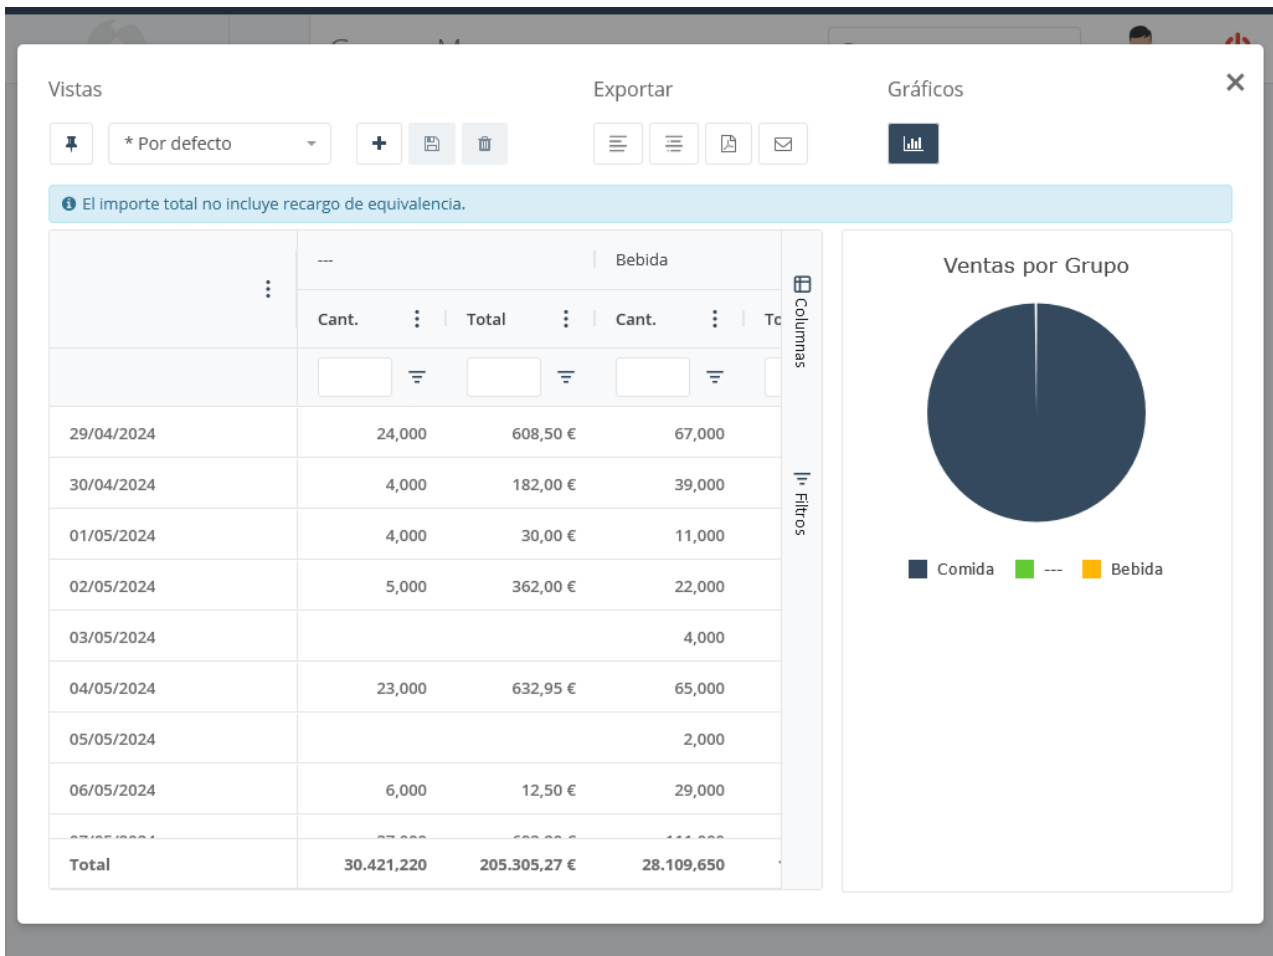 Vistas Exportar Gráficos
* Por defecto
El importe total no incluye recargo de equivalencia.
--- Bebida
Cant. Total Cant.
29/04/2024 24,000 608,50 € 67,000
30/04/2024 4,000 182,00 € 39,000
01/05/2024 4,000 30,00 € 11,000
02/05/2024 5,000 362,00 € 22,000
03/05/2024 4,000
04/05/2024 23,000 632,95 € 65,000
05/05/2024 2,000
06/05/2024 6,000 12,50 € 29,000
Total 30.421,220 205.305,27 € 28.109,650
Columnas
Filtros
Ventas por Grupo
Comida --- Bebida